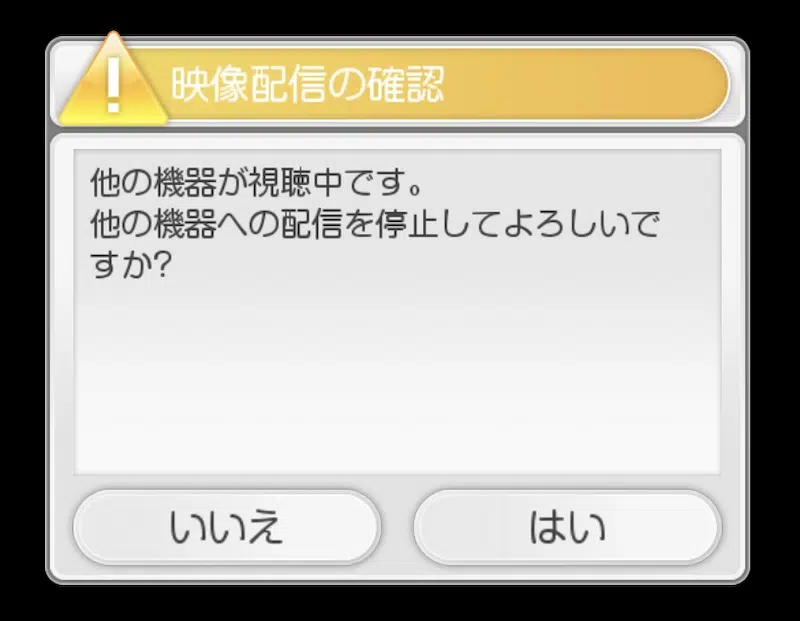 映像配信の確認
他の機器が視聴中です。
他の機器への配信を停止してよろしいで
すか?
いいえ
はい